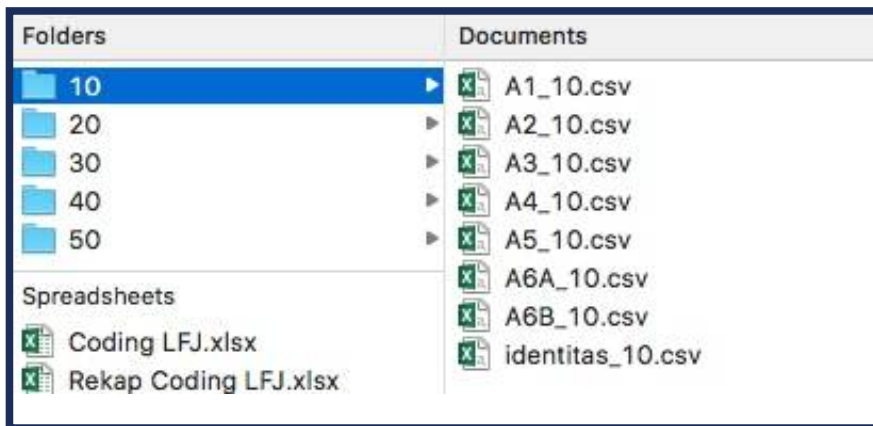 Folders
10
20
30
40
50
Spreadsheets
Coding LFJ.xlsx
Rekap Coding LFJ.xlsx
Documents
A1_10.csv
A2_10.csv
A3_10.csv
A4_10.csv
A5_10.csv
A6A_10.csv
A6B_10.csv
identitas_10.csv